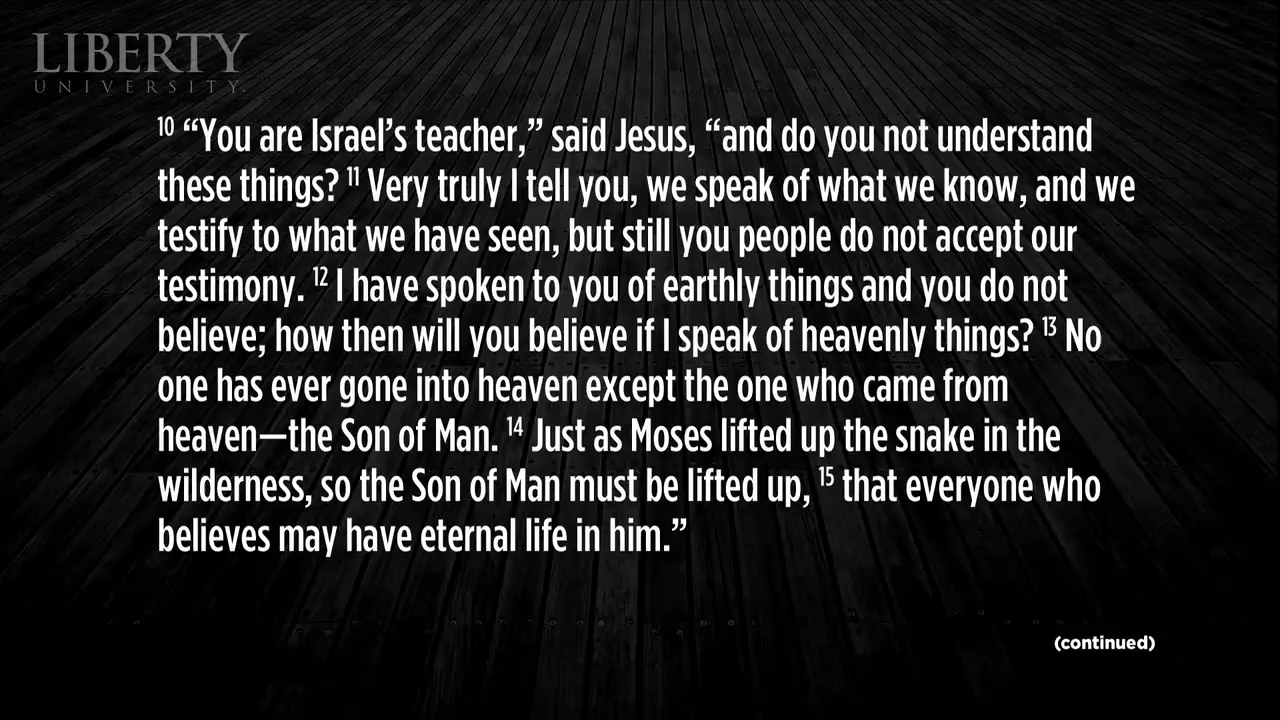 LIBERTY
UNIVERSITY.
10 “You are Israel’s teacher,” said Jesus, “and do you not understand
these things? 11 Very truly I tell you, we speak of what we know, and we
testify to what we have seen, but still you people do not accept our
testimony. 12 I have spoken to you of earthly things and you do not
believe; how then will you believe if I speak of heavenly things? 13 No
one has ever gone into heaven except the one who came from
heaven—the Son of Man. 14 Just as Moses lifted up the snake in the
wilderness, so the Son of Man must be lifted up, 15 that everyone who
believes may have eternal life in him.”
(continued)